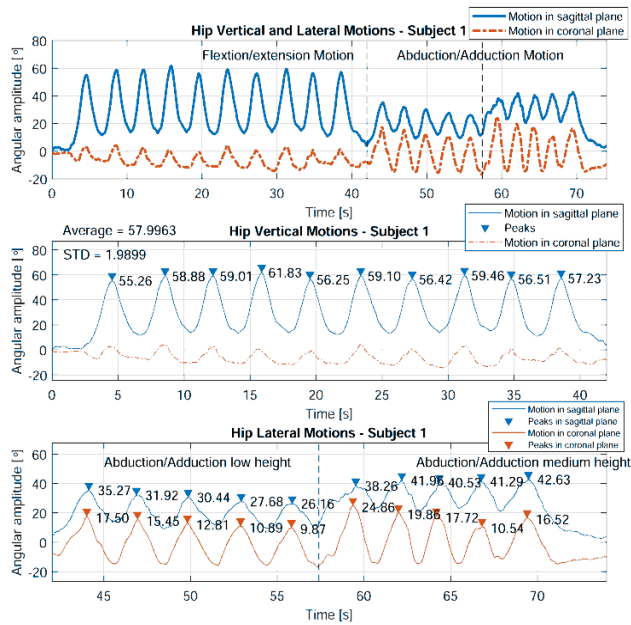 Hip Vertical and Lateral Motions - Subject 1
Motion in sagittal plane
Motion in coronal plane
Flextion/extension Motion
Abduction/Adduction Motion
Angular amplitude [º]
80
60
40
20
0
-20
0
10
20
30
40
50
60
70
Time [s]
Average = 57.9963
Hip Vertical Motions - Subject 1
Motion in sagittal plane
Peaks
Motion in coronal plane
STD = 1.9899
Angular amplitude [º]
80
60
40
20
0
-20
55.26
58.88
59.01
61.83
56.25
59.10
56.42
59.46
56.51
57.23
0
5
10
15
20
25
30
35
40
Time [s]
Hip Lateral Motions - Subject 1
Motion in sagittal plane
Peaks in sagittal plane
Motion in coronal plane
Peaks in coronal plane
Abduction/Adduction low height
Abduction/Adduction medium height
Angular amplitude [º]
60
40
20
0
-20
35.27
31.92
30.44
27.68
26.16
38.26
41.96
40.53
41.29
42.63
17.50
15.45
12.81
10.89
9.87
24.86
19.86
17.72
10.54
16.52
45
50
55
60
65
70
Time [s]